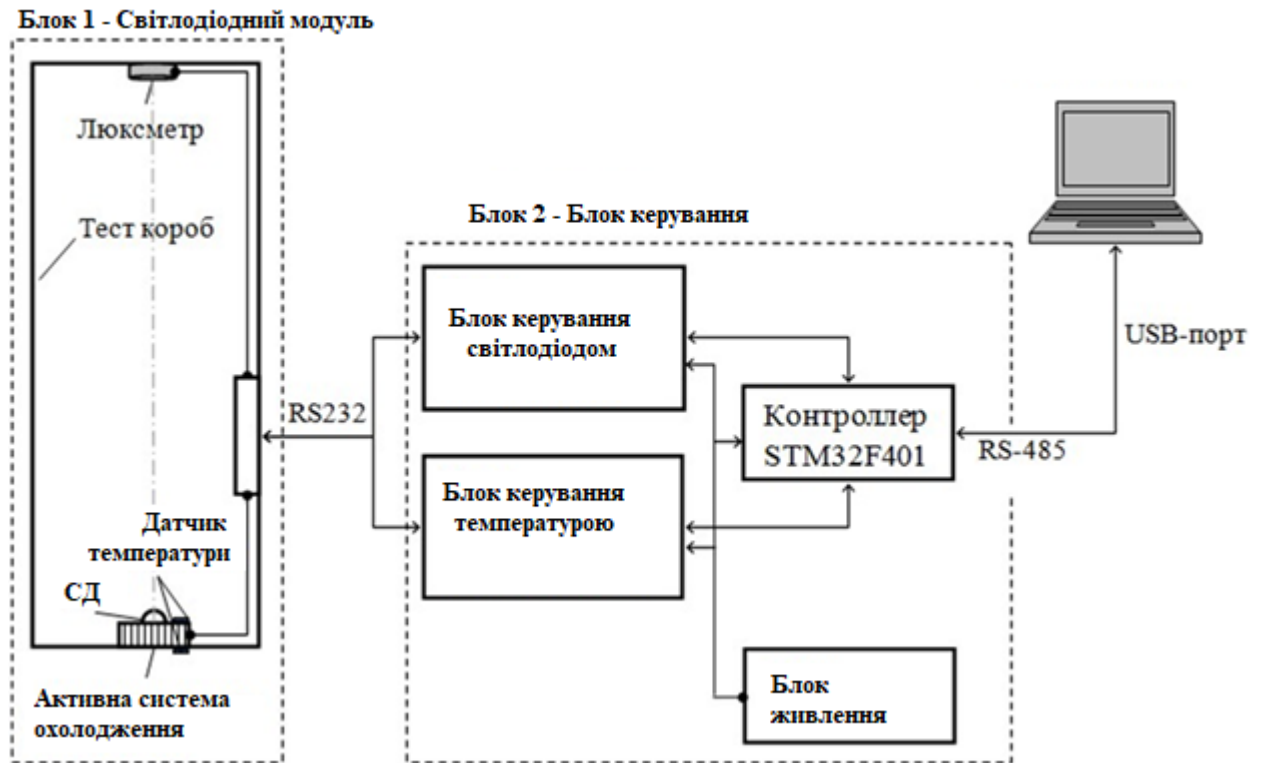 Блок 1 - Світлодіодний модуль
Люксметр
Тест короб
Датчик
температури
СД
Активна система
охолодження
RS232
Блок 2 - Блок керування
Блок керування
світлодіодом
Блок керування
температурою
Контроллер
STM32F401
Блок
живлення
RS-485
USB-порт